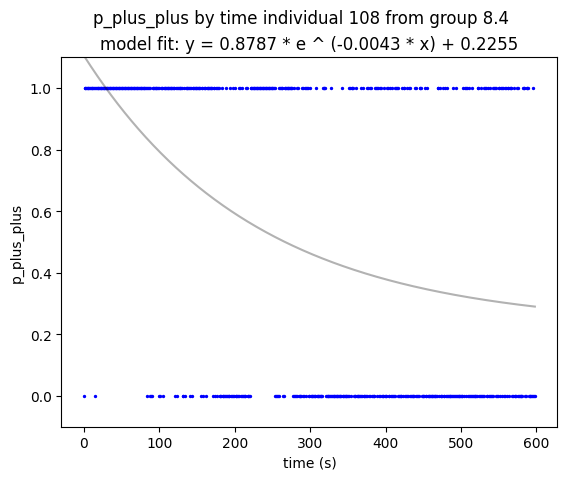 p_plus_plus by time individual 108 from group 8.4
model fit: y = 0.8787 * e ^ (-0.0043 * x) + 0.2255
p_plus_plus
1.0
0.8
0.6
0.4
0.2
0.0
0 100 200 300 400 500 600
time (s)